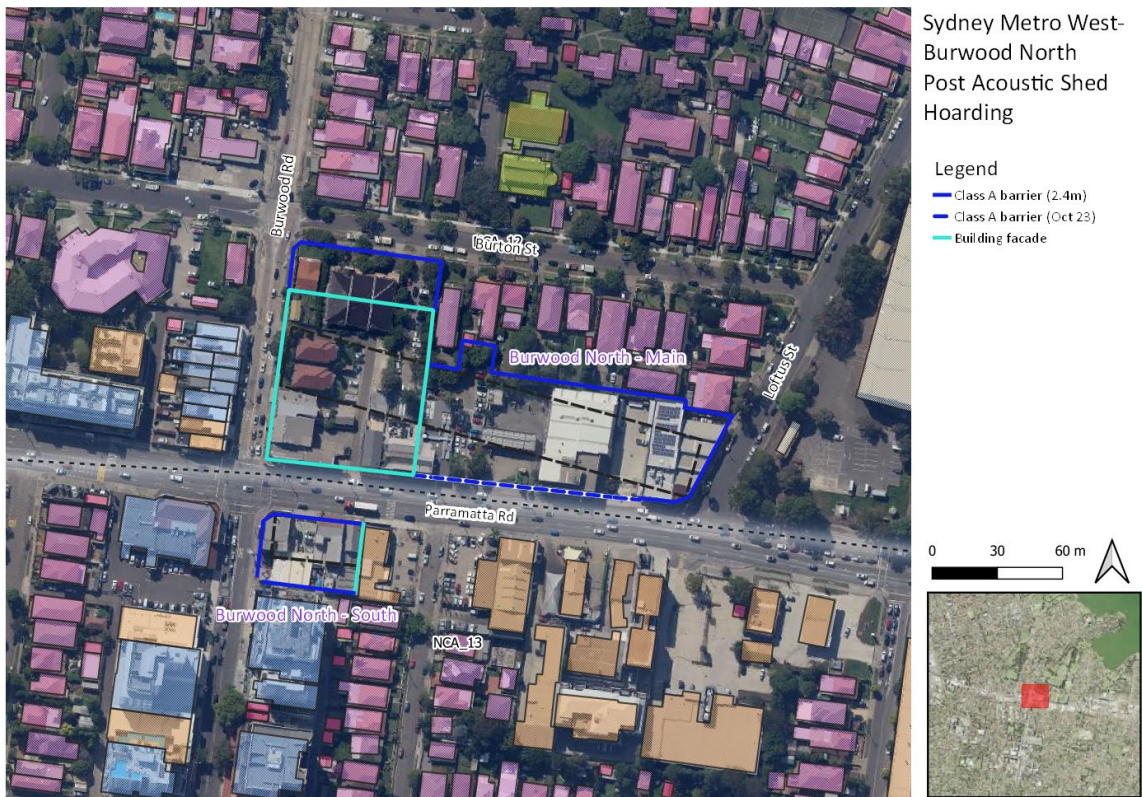 Sydney Metro West-
Burwood North
Post Acoustic Shed
Hoarding
Legend
Class A barrier (2.4m)
Class A barrier (Oct 23)
Building facade
Burwood Rd
Burton St
Burwood North - Main
Loftus St
Parramatta Rd
Burwood North - South
NCA_13
0 30 60 m